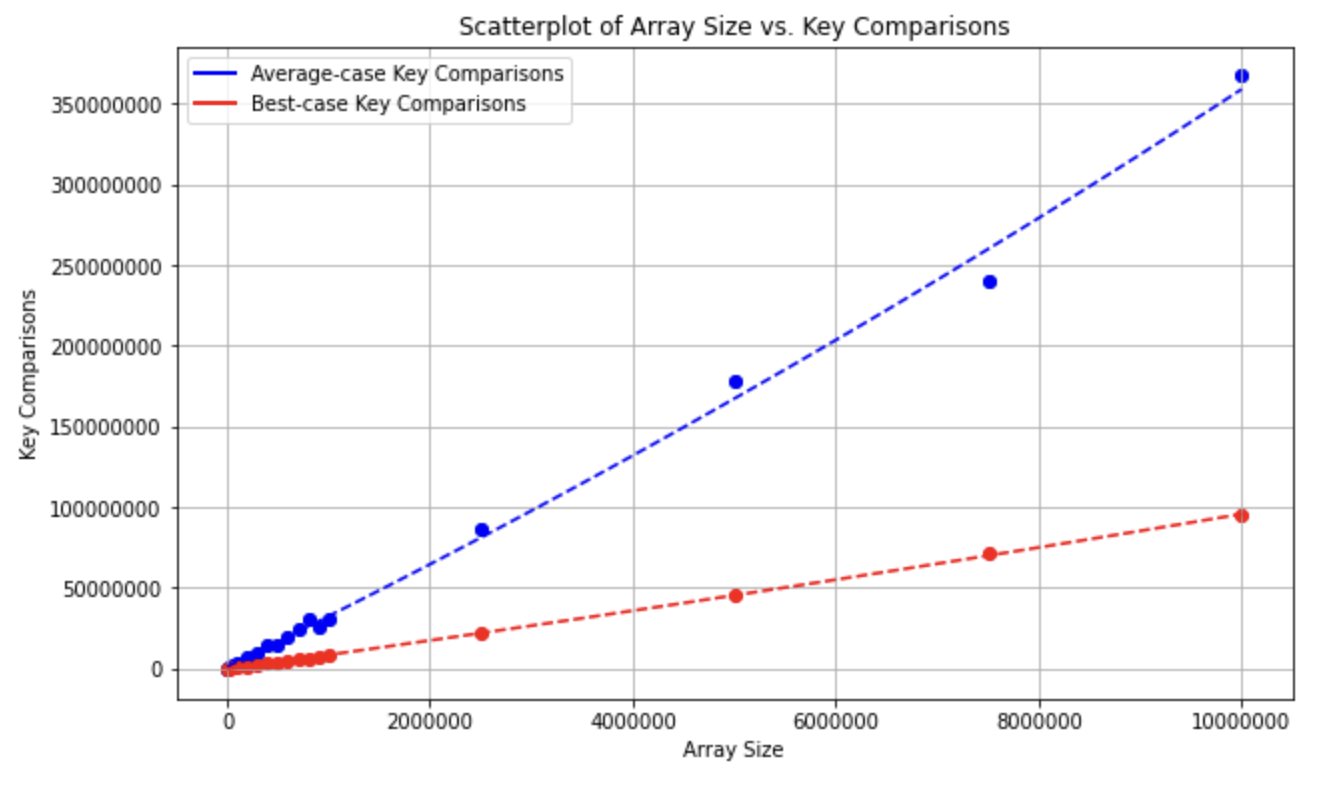 Scatterplot of Array Size vs. Key Comparisons
Average-case Key Comparisons
Best-case Key Comparisons
350000000
300000000
250000000
200000000
150000000
100000000
50000000
0
Key Comparisons
0 2000000 4000000 6000000 8000000 10000000
Array Size